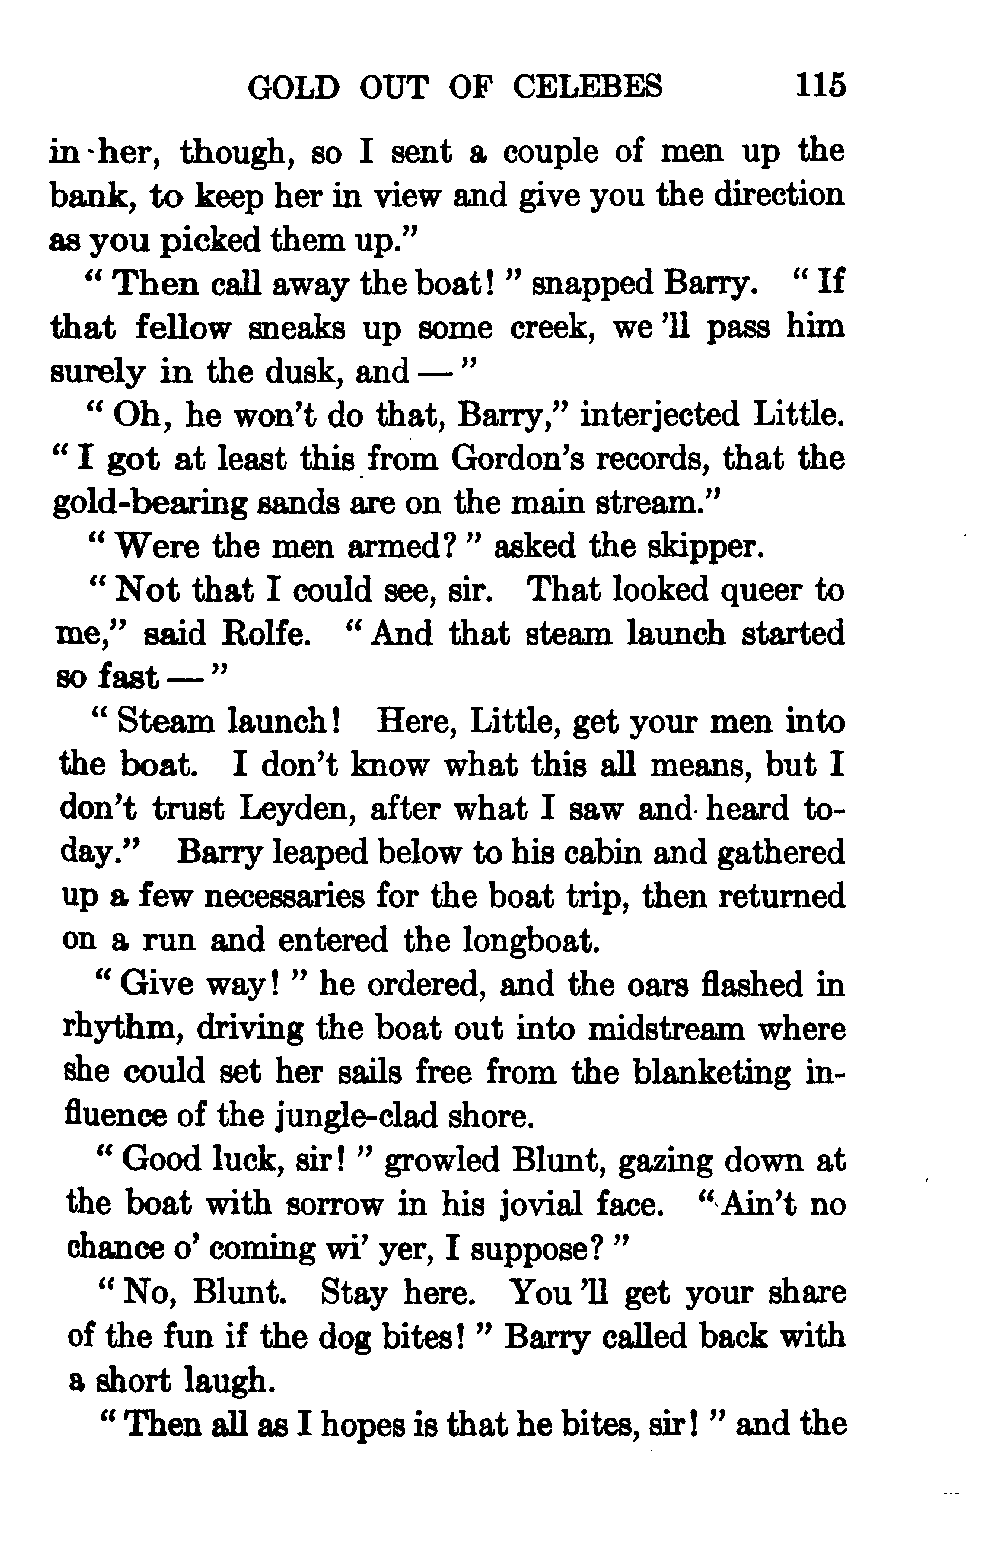 GOLD OUT OF CELEBES 115
in her, though, so I sent a couple of men up the
bank, to keep her in view and give you the direction
as you picked them up.”
“ Then call away the boat! ” snapped Barry. “ If
that fellow sneaks up some creek, we ’ll pass him
surely in the dusk, and — ”
“ Oh, he won’t do that, Barry,” interjected Little.
“ I got at least this from Gordon’s records, that the
gold-bearing sands are on the main stream.”
“ Were the men armed? ” asked the skipper.
“ Not that I could see, sir. That looked queer to
me,” said Rolfe. “ And that steam launch started
so fast — ”
“ Steam launch! Here, Little, get your men into
the boat. I don’t know what this all means, but I
don’t trust Leyden, after what I saw and heard to-
day.” Barry leaped below to his cabin and gathered
up a few necessaries for the boat trip, then returned
on a run and entered the longboat.
“ Give way! ” he ordered, and the oars flashed in
rhythm, driving the boat out into midstream where
she could set her sails free from the blanketing in-
fluence of the jungle-clad shore.
“ Good luck, sir! ” growled Blunt, gazing down at
the boat with sorrow in his jovial face. “ Ain’t no
chance o’ coming wi’ yer, I suppose? ”
“ No, Blunt. Stay here. You ’ll get your share
of the fun if the dog bites! ” Barry called back with
a short laugh.
“ Then all as I hopes is that he bites, sir! ” and the